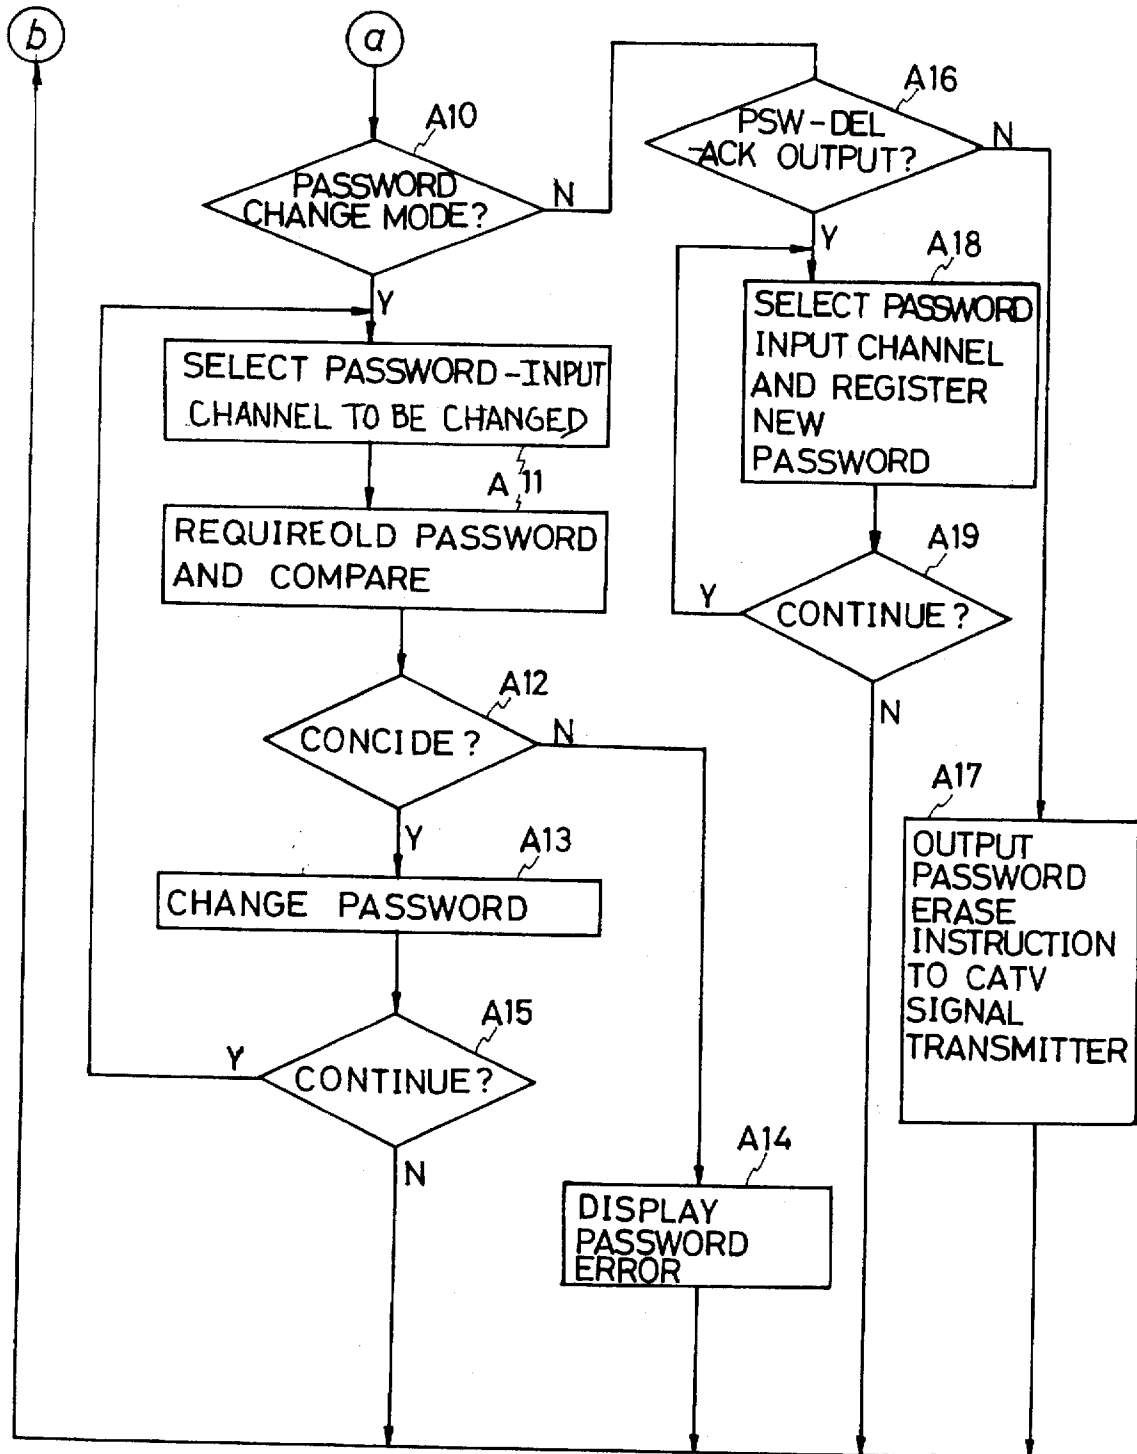 b
a
A10
PASSWORD
CHANGE MODE?
N
Y
SELECT PASSWORD-INPUT
CHANNEL TO BE CHANGED
A 11
REQUIREOLD PASSWORD
AND COMPARE
A12
CONCIDE?
N
Y
A13
CHANGE PASSWORD
A15
CONTINUE?
Y
N
A14
DISPLAY
PASSWORD
ERROR
A16
PSW-DEL
-ACK OUTPUT?
N
Y
A18
SELECT PASSWORD
INPUT CHANNEL
AND REGISTER
NEW
PASSWORD
A19
CONTINUE?
Y
N
A17
OUTPUT
PASSWORD
ERASE
INSTRUCTION
TO CATV
SIGNAL
TRANSMITTER